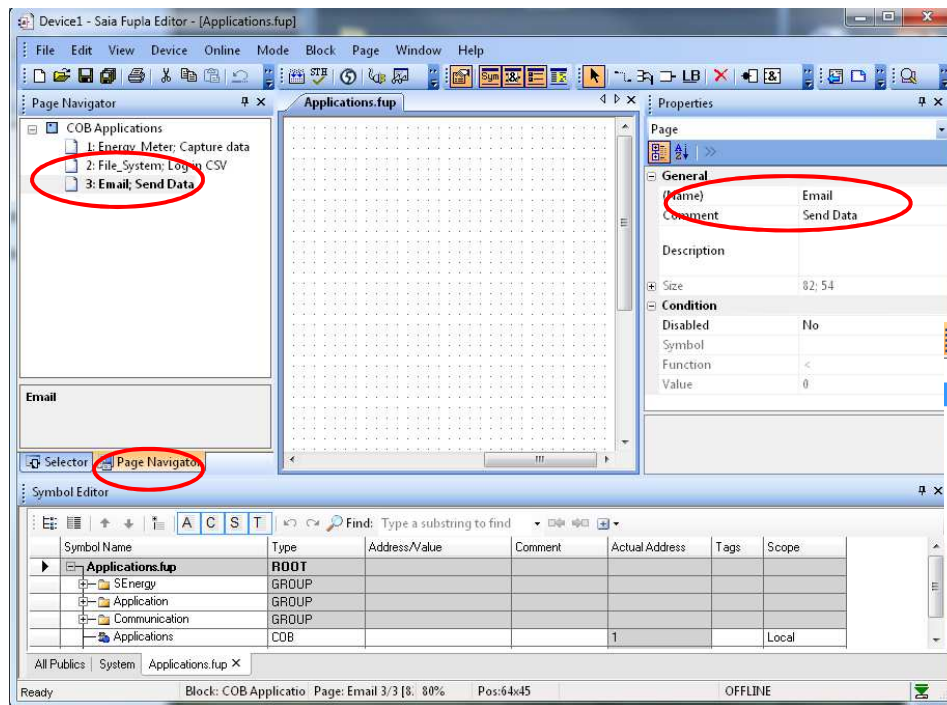 Device1 - Saia Fupla Editor - [Applications.fup]
File Edit View Device Online Mode Block Page Window Help
Page Navigator
COB Applications
1: Energy_Meter; Capture data
2: File_System; Log in CSV
3: Email; Send Data
Email
Selector Page Navigator
Applications.fup
Properties
Page
General
(Name) Email
Comment Send Data
Description
Size 82; 54
Condition
Disabled No
Symbol
Function <
Value 0
Symbol Editor
A C S T Find: Type a substring to find
Symbol Name Type Address/Value Comment Actual Address Tags Scope
Applications.fup ROOT
SEnergy GROUP
Application GROUP
Communication GROUP
Applications COB 1 Local
All Publics System Applications.fup X
Ready Block: COB Applicatio Page: Email 3/3 [8. 80% Pos:64x45 OFFLINE